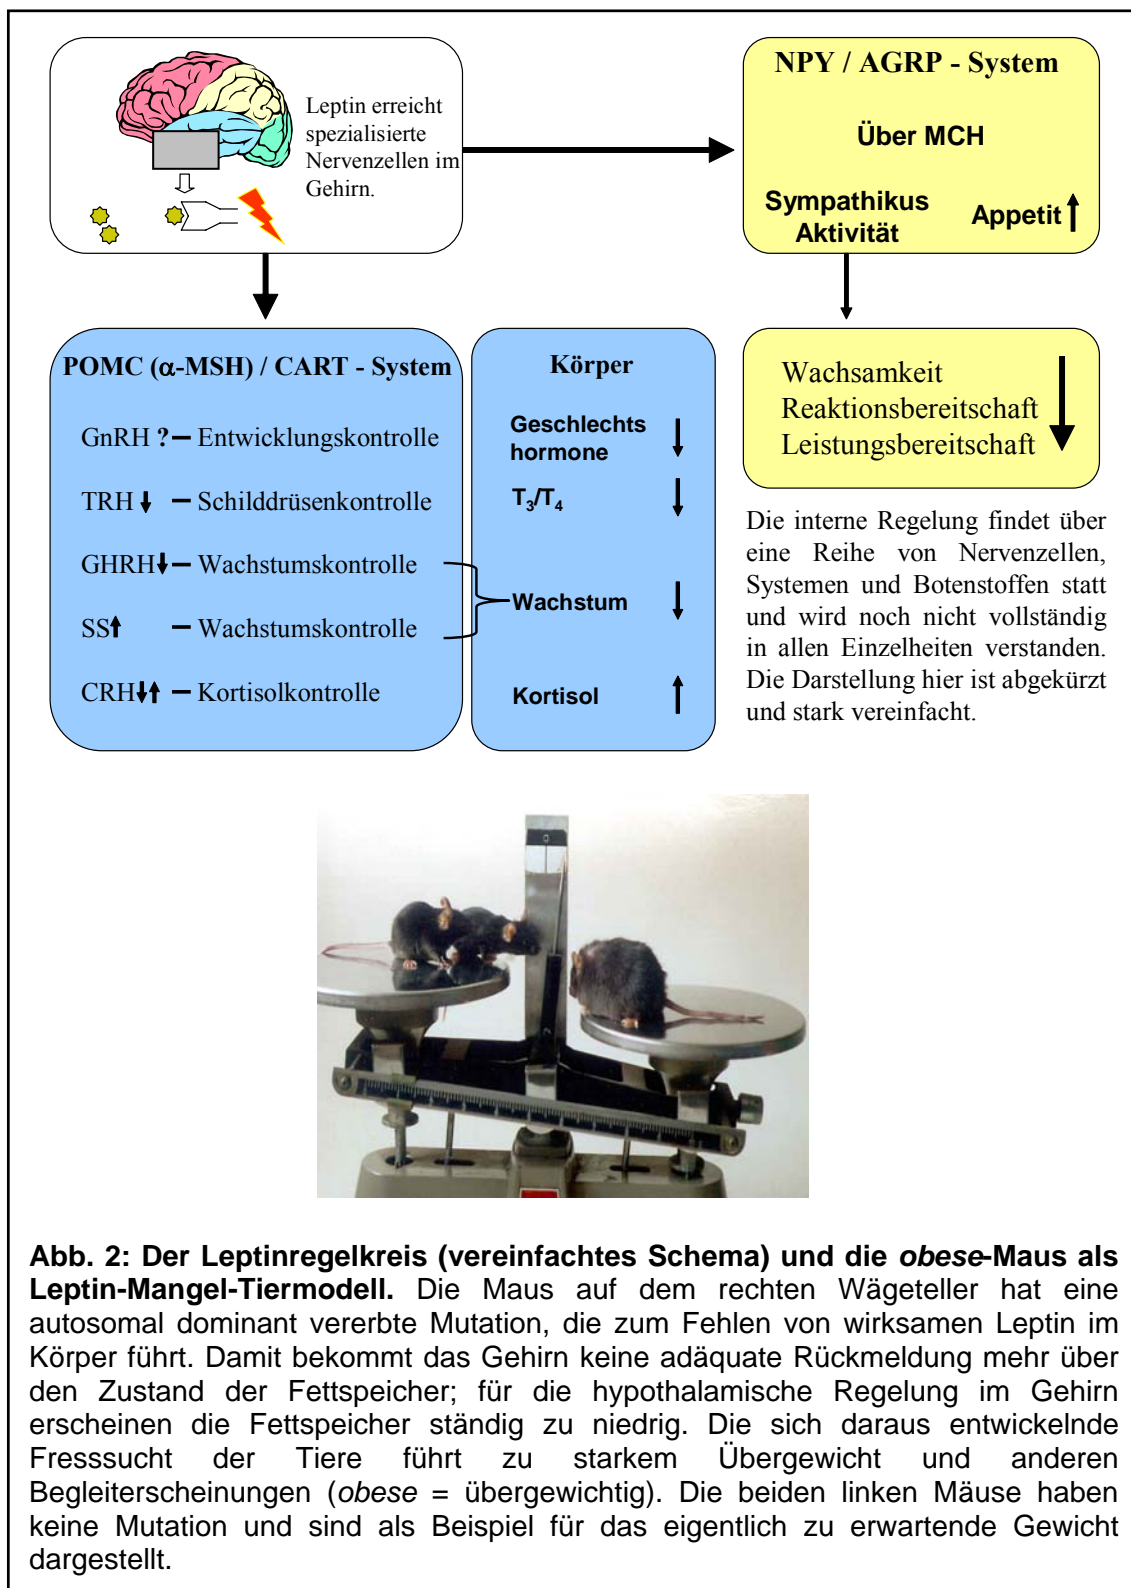 Leptin erreicht
spezialisierte
Nervenzellen im
Gehirn.
NPY / AGRP - System
Über MCH
Sympathikus
Aktivität
Appetit
POMC (α-MSH) / CART - System
GnRH ? – Entwicklungskontrolle
TRH – Schilddrüsenkontrolle
GHRH – Wachstumskontrolle
SS – Wachstumskontrolle
CRH – Kortisolkontrolle
Körper
Geschlechts
hormone
T3/T4
Wachstum
Kortisol
Wachsamkeit
Reaktionsbereitschaft
Leistungsbereitschaft
Die interne Regelung findet über
eine Reihe von Nervenzellen,
Systemen und Botenstoffen statt
und wird noch nicht vollständig
in allen Einzelheiten verstanden.
Die Darstellung hier ist abgekürzt
und stark vereinfacht.
Abb. 2: Der Leptinregelkreis (vereinfachtes Schema) und die obese-Maus als
Leptin-Mangel-Tiermodell. Die Maus auf dem rechten Wägeteller hat eine
autosomal dominant vererbte Mutation, die zum Fehlen von wirksamen Leptin im
Körper führt. Damit bekommt das Gehirn keine adäquate Rückmeldung mehr über
den Zustand der Fettspeicher; für die hypothalamische Regelung im Gehirn
erscheinen die Fettspeicher ständig zu niedrig. Die sich daraus entwickelnde
Fresssucht der Tiere führt zu starkem Übergewicht und anderen
Begleiterscheinungen (obese = übergewichtig). Die beiden linken Mäuse haben
keine Mutation und sind als Beispiel für das eigentlich zu erwartende Gewicht
dargestellt.